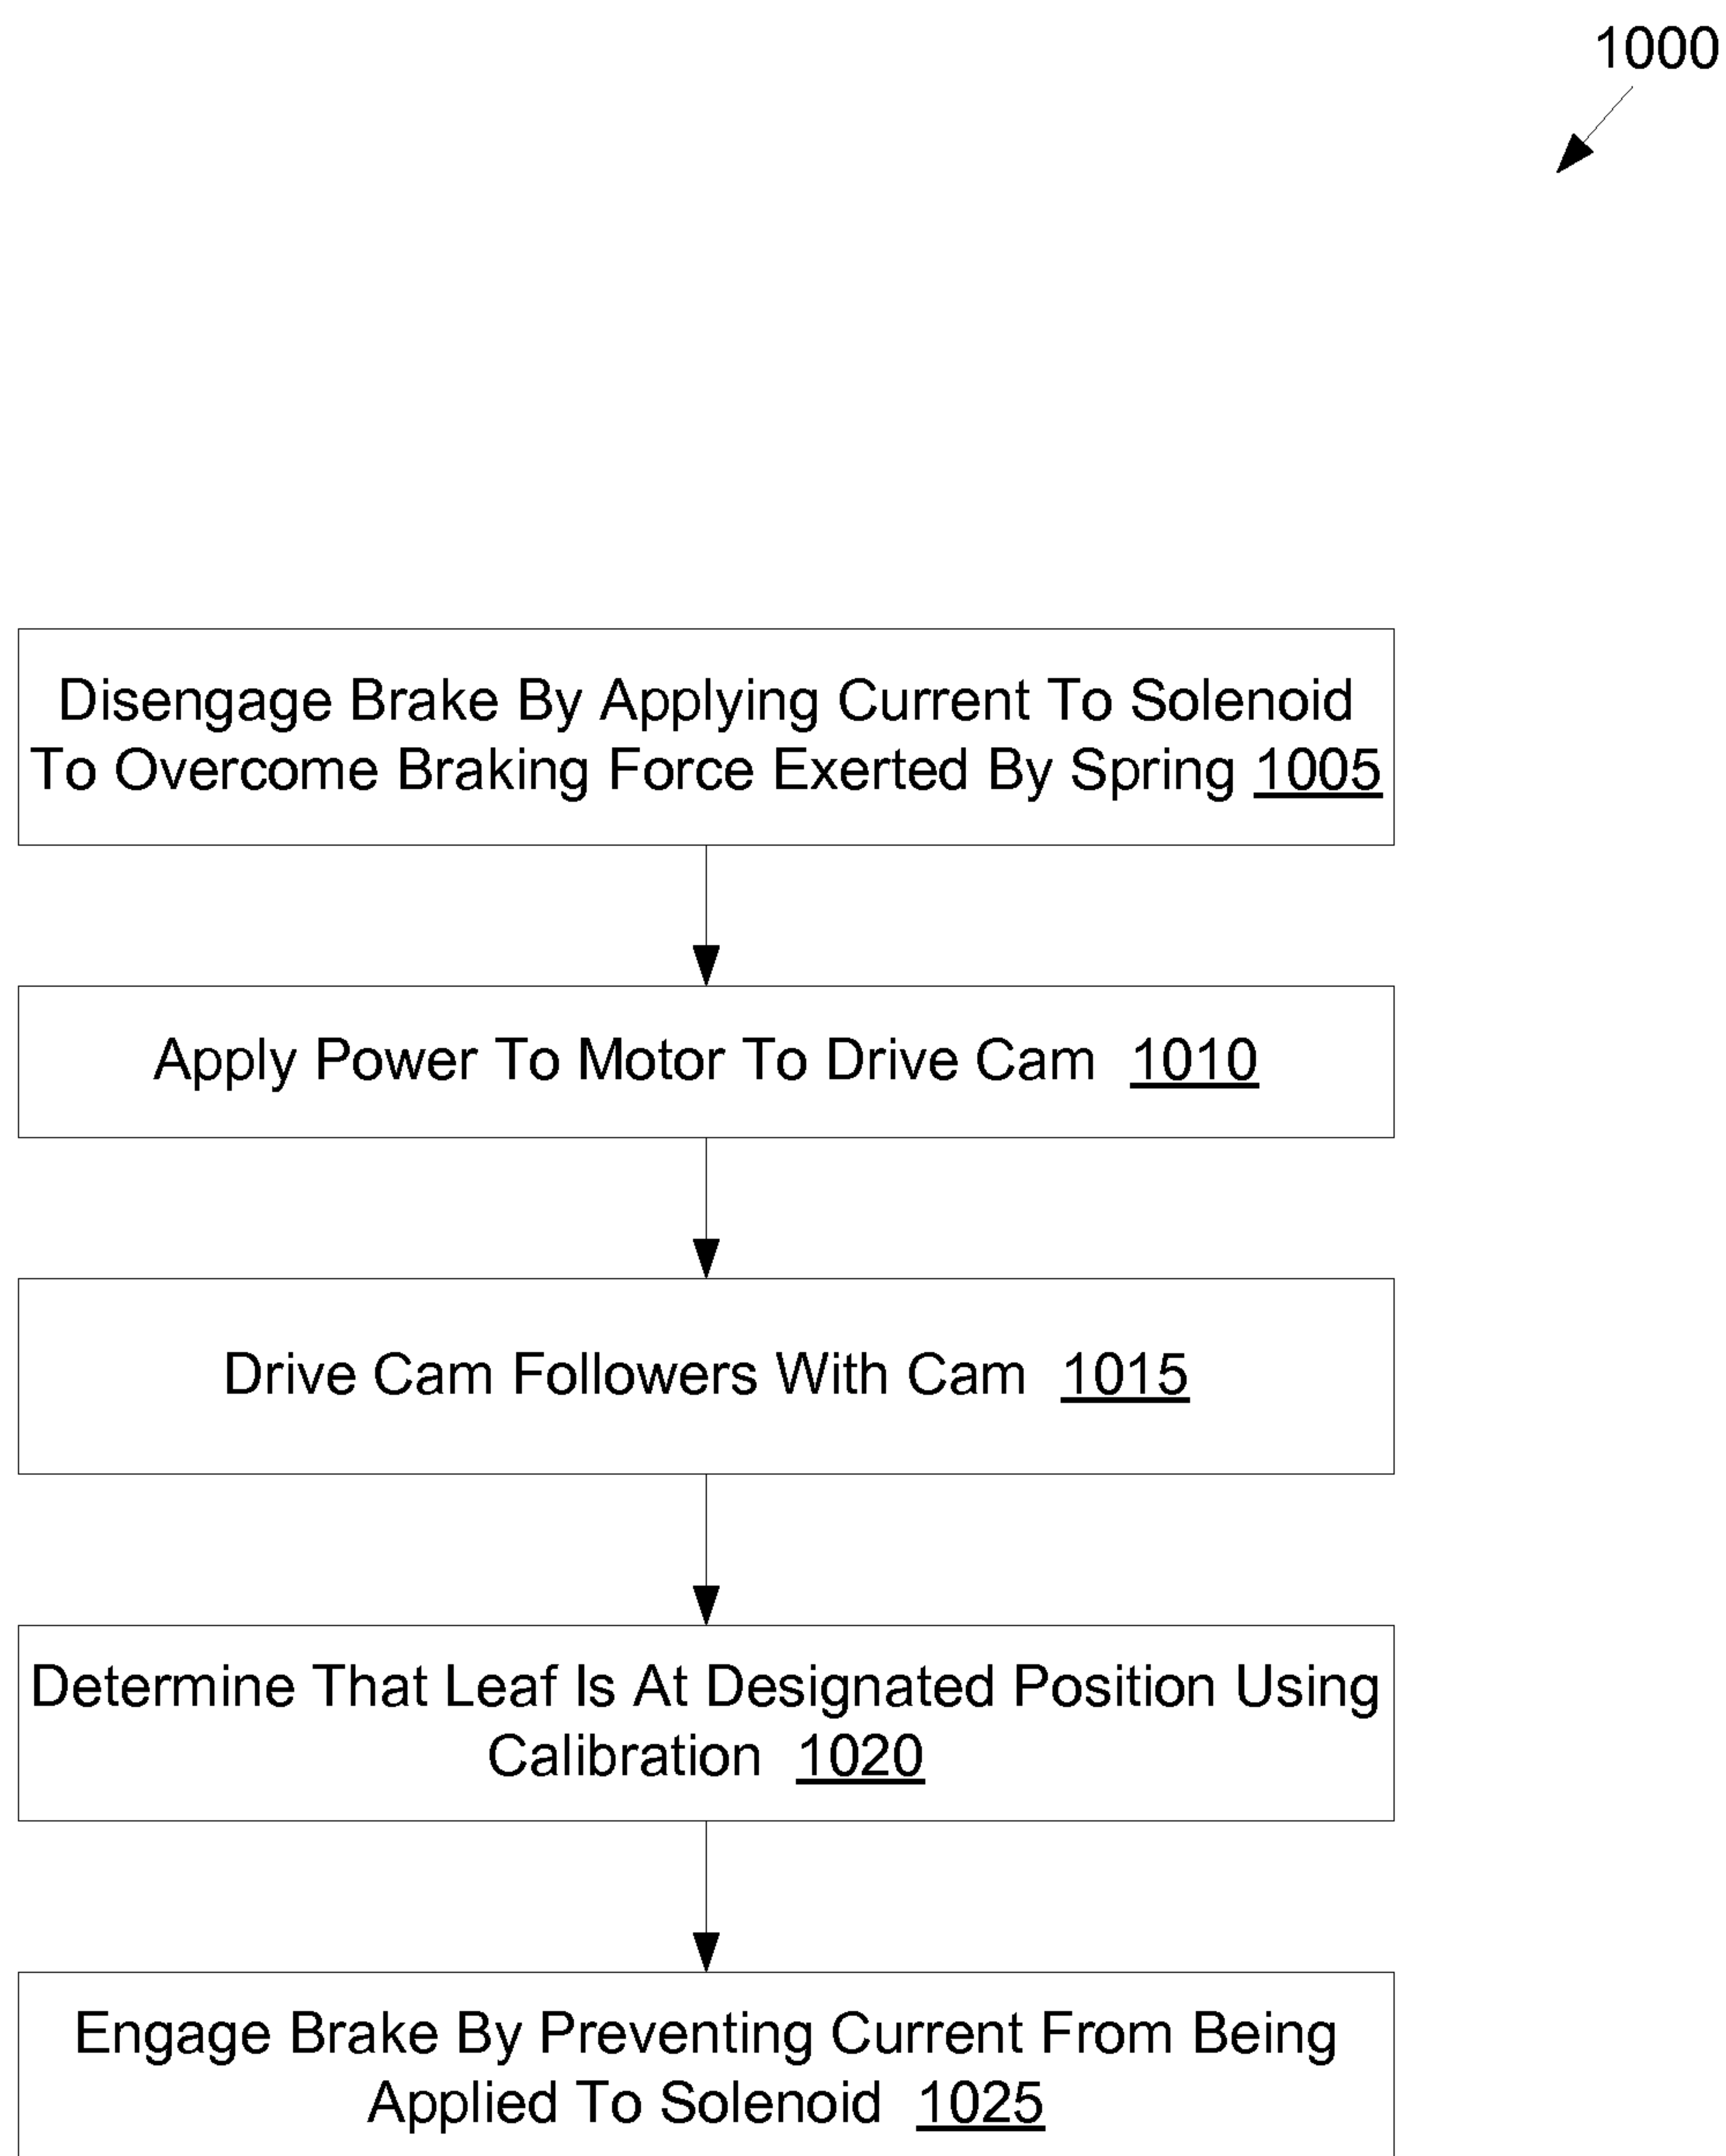 1000
Disengage Brake By Applying Current To Solenoid
To Overcome Braking Force Exerted By Spring 1005
Apply Power To Motor To Drive Cam 1010
Drive Cam Followers With Cam 1015
Determine That Leaf Is At Designated Position Using
Calibration 1020
Engage Brake By Preventing Current From Being
Applied To Solenoid 1025